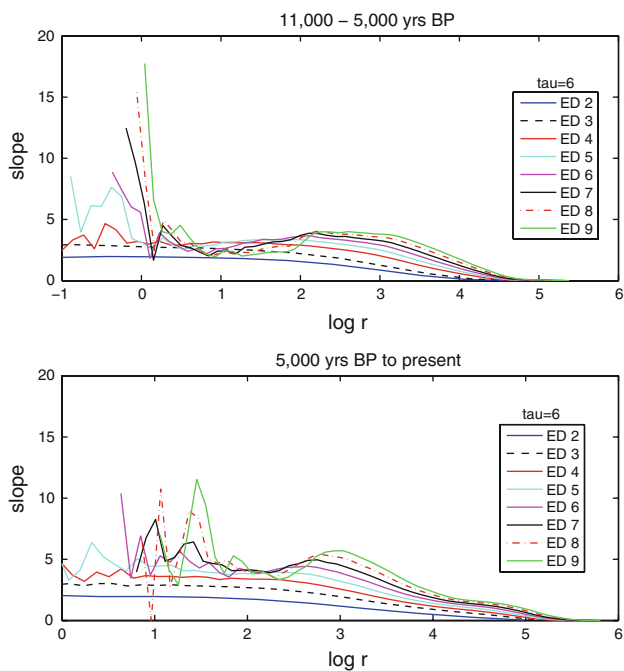 11,000 – 5,000 yrs BP
20
15
10
5
0
slope
tau=6
ED 2
ED 3
ED 4
ED 5
ED 6
ED 7
ED 8
ED 9
−1 0 1 2 3 4 5 6
log r
5,000 yrs BP to present
20
15
10
5
0
slope
tau=6
ED 2
ED 3
ED 4
ED 5
ED 6
ED 7
ED 8
ED 9
0 1 2 3 4 5 6
log r